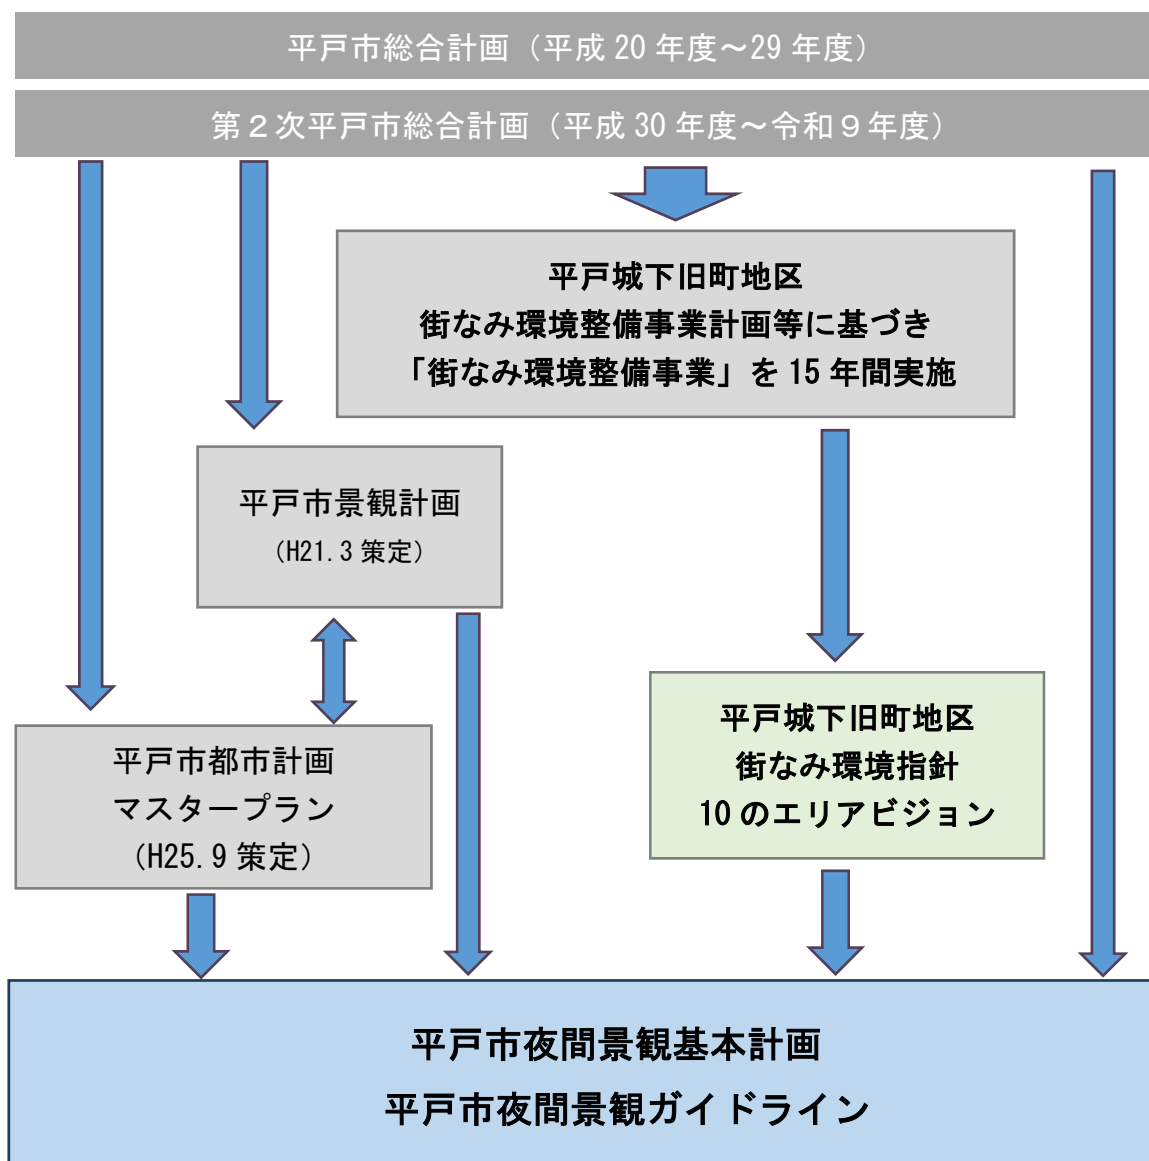 平戸市総合計画（平成 20 年度～29 年度）
第２次平戸市総合計画（平成 30 年度～令和９年度）
平戸城下旧町地区
街なみ環境整備事業計画等に基づき
「街なみ環境整備事業」を 15 年間実施
平戸市景観計画
（H21.3 策定）
平戸市都市計画
マスタープラン
（H25.9 策定）
平戸城下旧町地区
街なみ環境指針
10 のエリアビジョン
平戸市夜間景観基本計画
平戸市夜間景観ガイドライン